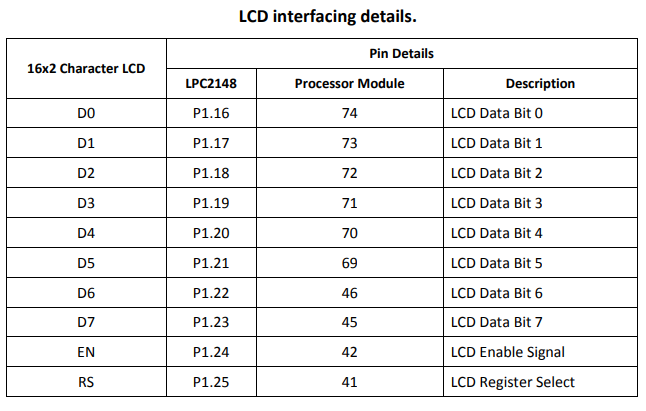 LCD interfacing details.
16x2 Character LCD
Pin Details
LPC2148 Processor Module Description
D0 P1.16 74 LCD Data Bit 0
D1 P1.17 73 LCD Data Bit 1
D2 P1.18 72 LCD Data Bit 2
D3 P1.19 71 LCD Data Bit 3
D4 P1.20 70 LCD Data Bit 4
D5 P1.21 69 LCD Data Bit 5
D6 P1.22 46 LCD Data Bit 6
D7 P1.23 45 LCD Data Bit 7
EN P1.24 42 LCD Enable Signal
RS P1.25 41 LCD Register Select